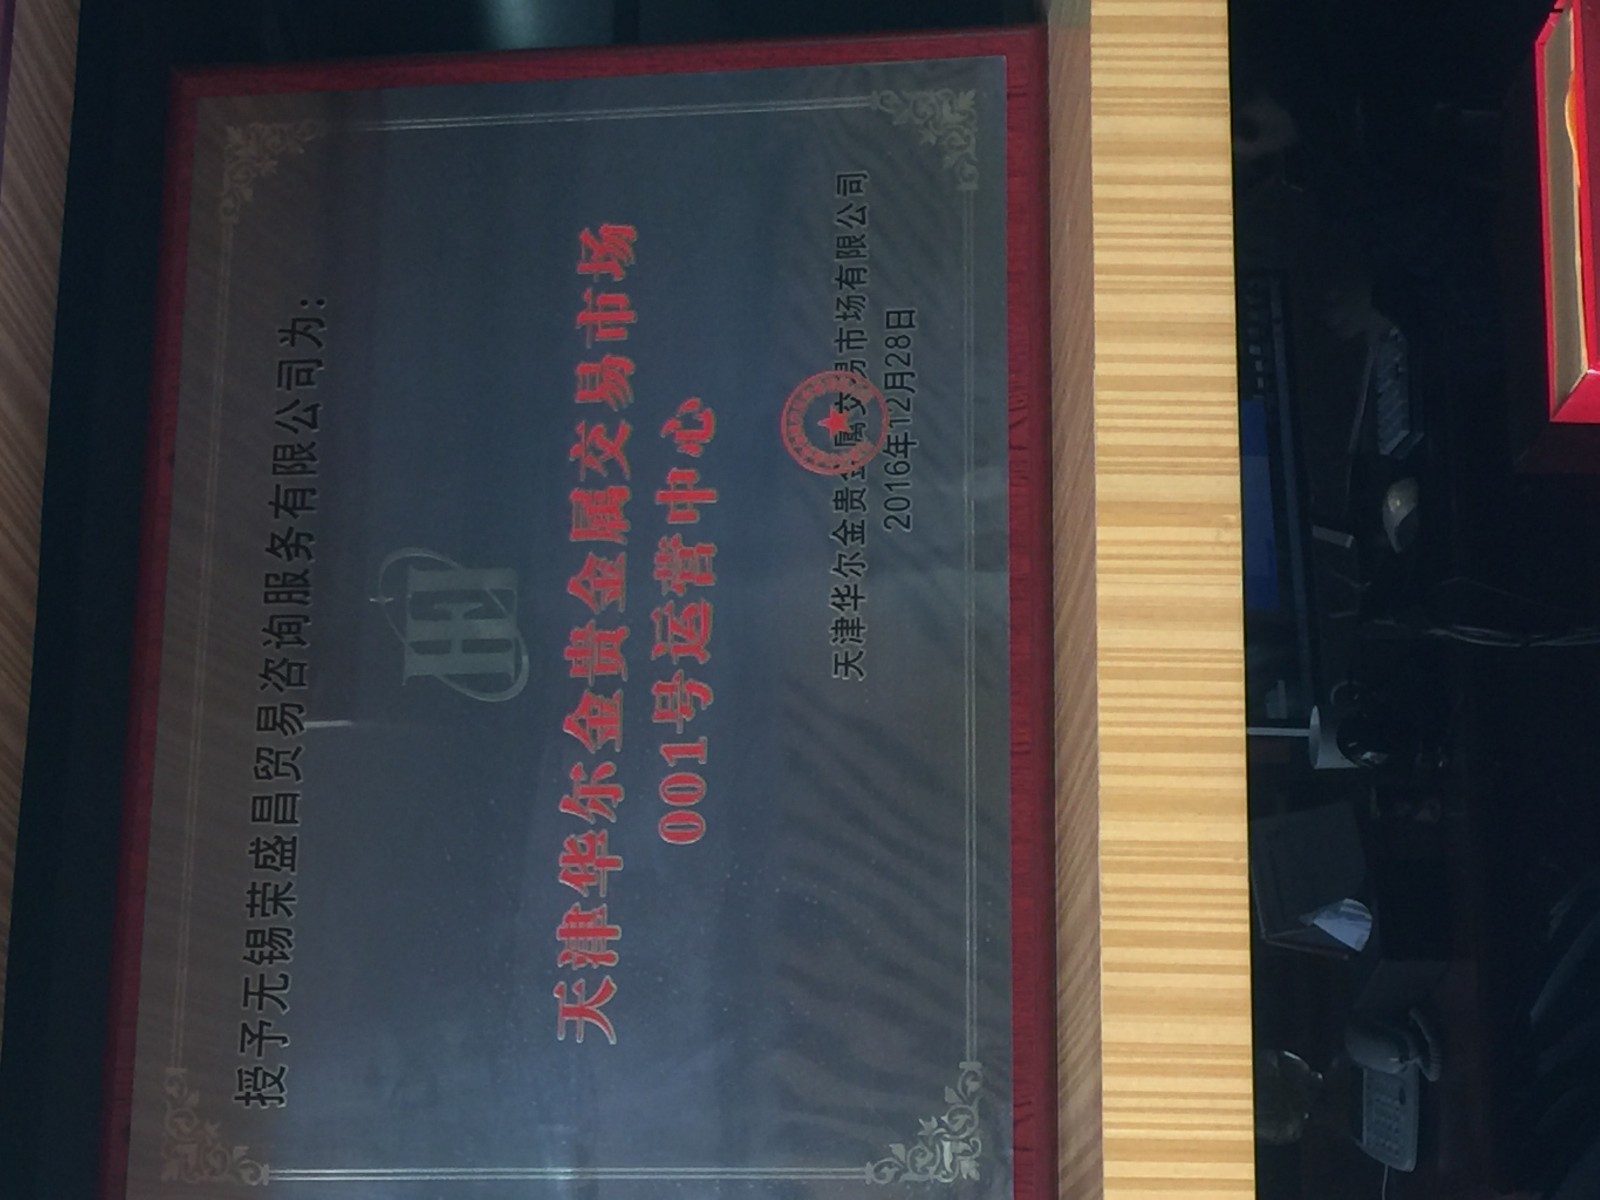 授予无锡荣盛昌贸易咨询服务有限公司为：
天津华尔金贵金属交易市场
001号运营中心
天津华尔金贵金属交易市场有限公司
2016年12月28日